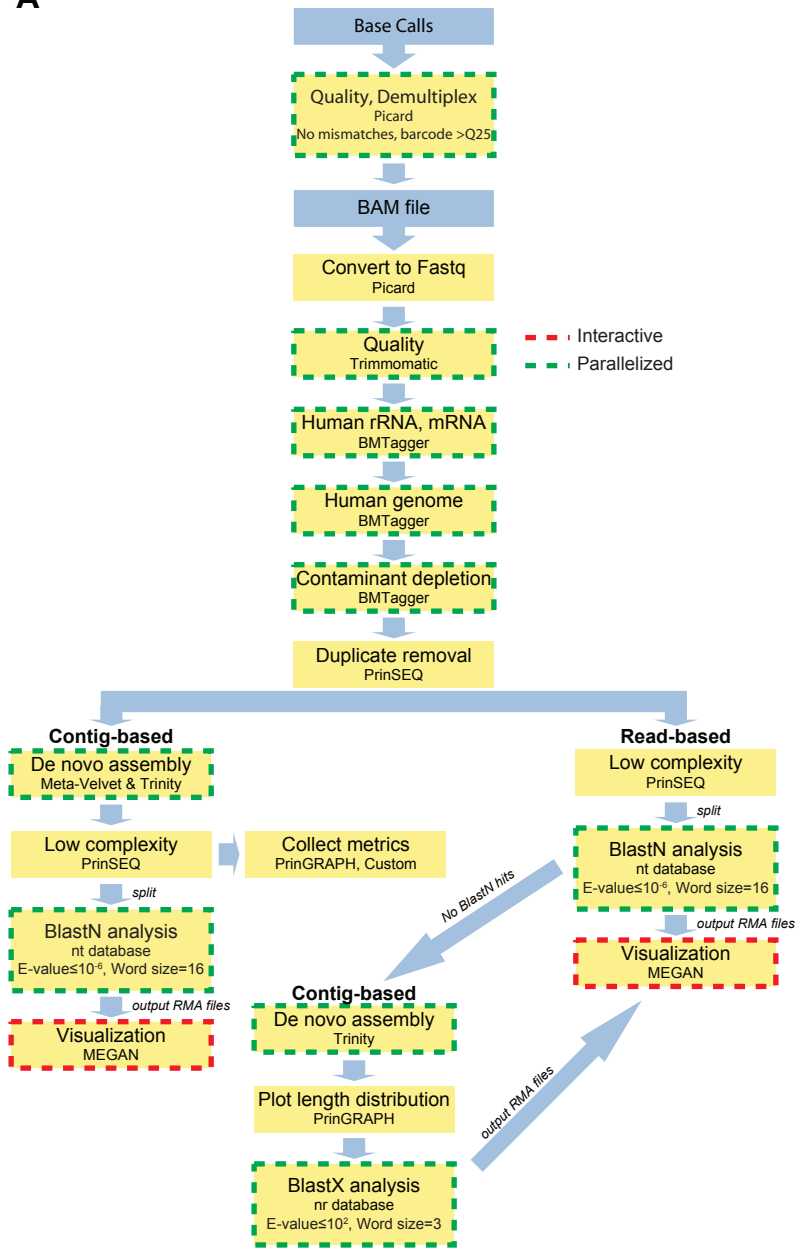 A
Base Calls
Quality, Demultiplex
Picard
No mismatches, barcode >Q25
BAM file
Convert to Fastq
Picard
Quality
Trimmomatic
Interactive
Parallelized
Human rRNA, mRNA
BMTagger
Human genome
BMTagger
Contaminant depletion
BMTagger
Duplicate removal
PrinSEQ
Contig-based
De novo assembly
Meta-Velvet & Trinity
Low complexity
PrinSEQ
Collect metrics
PrinGRAPH, Custom
split
BlastN analysis
nt database
E-value≤10⁻⁶, Word size=16
output RMA files
Visualization
MEGAN
Read-based
Low complexity
PrinSEQ
split
BlastN analysis
nt database
E-value≤10⁻⁶, Word size=16
output RMA files
Visualization
MEGAN
No BlastN hits
Contig-based
De novo assembly
Trinity
Plot length distribution
PrinGRAPH
BlastX analysis
nr database
E-value≤10², Word size=3
output RMA files